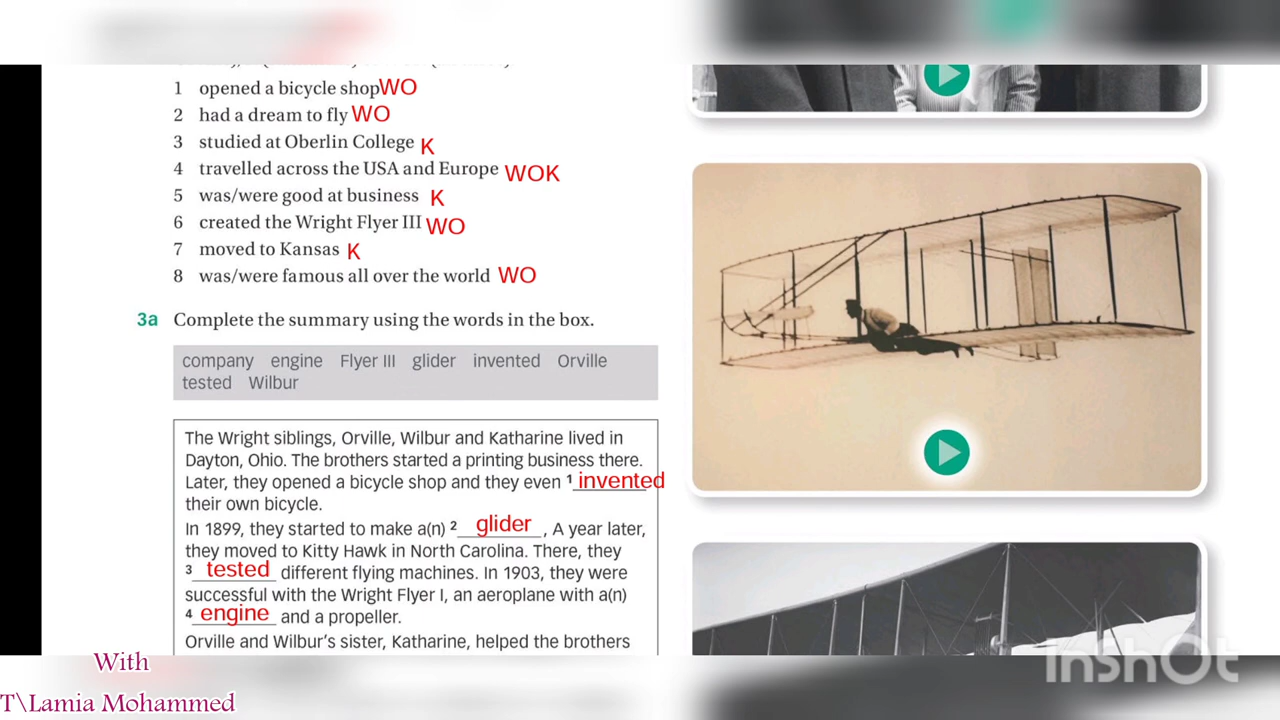 1 opened a bicycle shop WO
2 had a dream to fly WO
3 studied at Oberlin College K
4 travelled across the USA and Europe WOK
5 was/were good at business K
6 created the Wright Flyer III WO
7 moved to Kansas K
8 was/were famous all over the world WO
3a Complete the summary using the words in the box.
company engine Flyer III glider invented Orville
tested Wilbur
The Wright siblings, Orville, Wilbur and Katharine lived in
Dayton, Ohio. The brothers started a printing business there.
Later, they opened a bicycle shop and they even 1 invented
their own bicycle.
In 1899, they started to make a(n) 2 glider, A year later,
they moved to Kitty Hawk in North Carolina. There, they
3 tested different flying machines. In 1903, they were
successful with the Wright Flyer I, an aeroplane with a(n)
4 engine and a propeller.
Orville and Wilbur's sister, Katharine, helped the brothers
With
T\Lamia Mohammed
InShOt